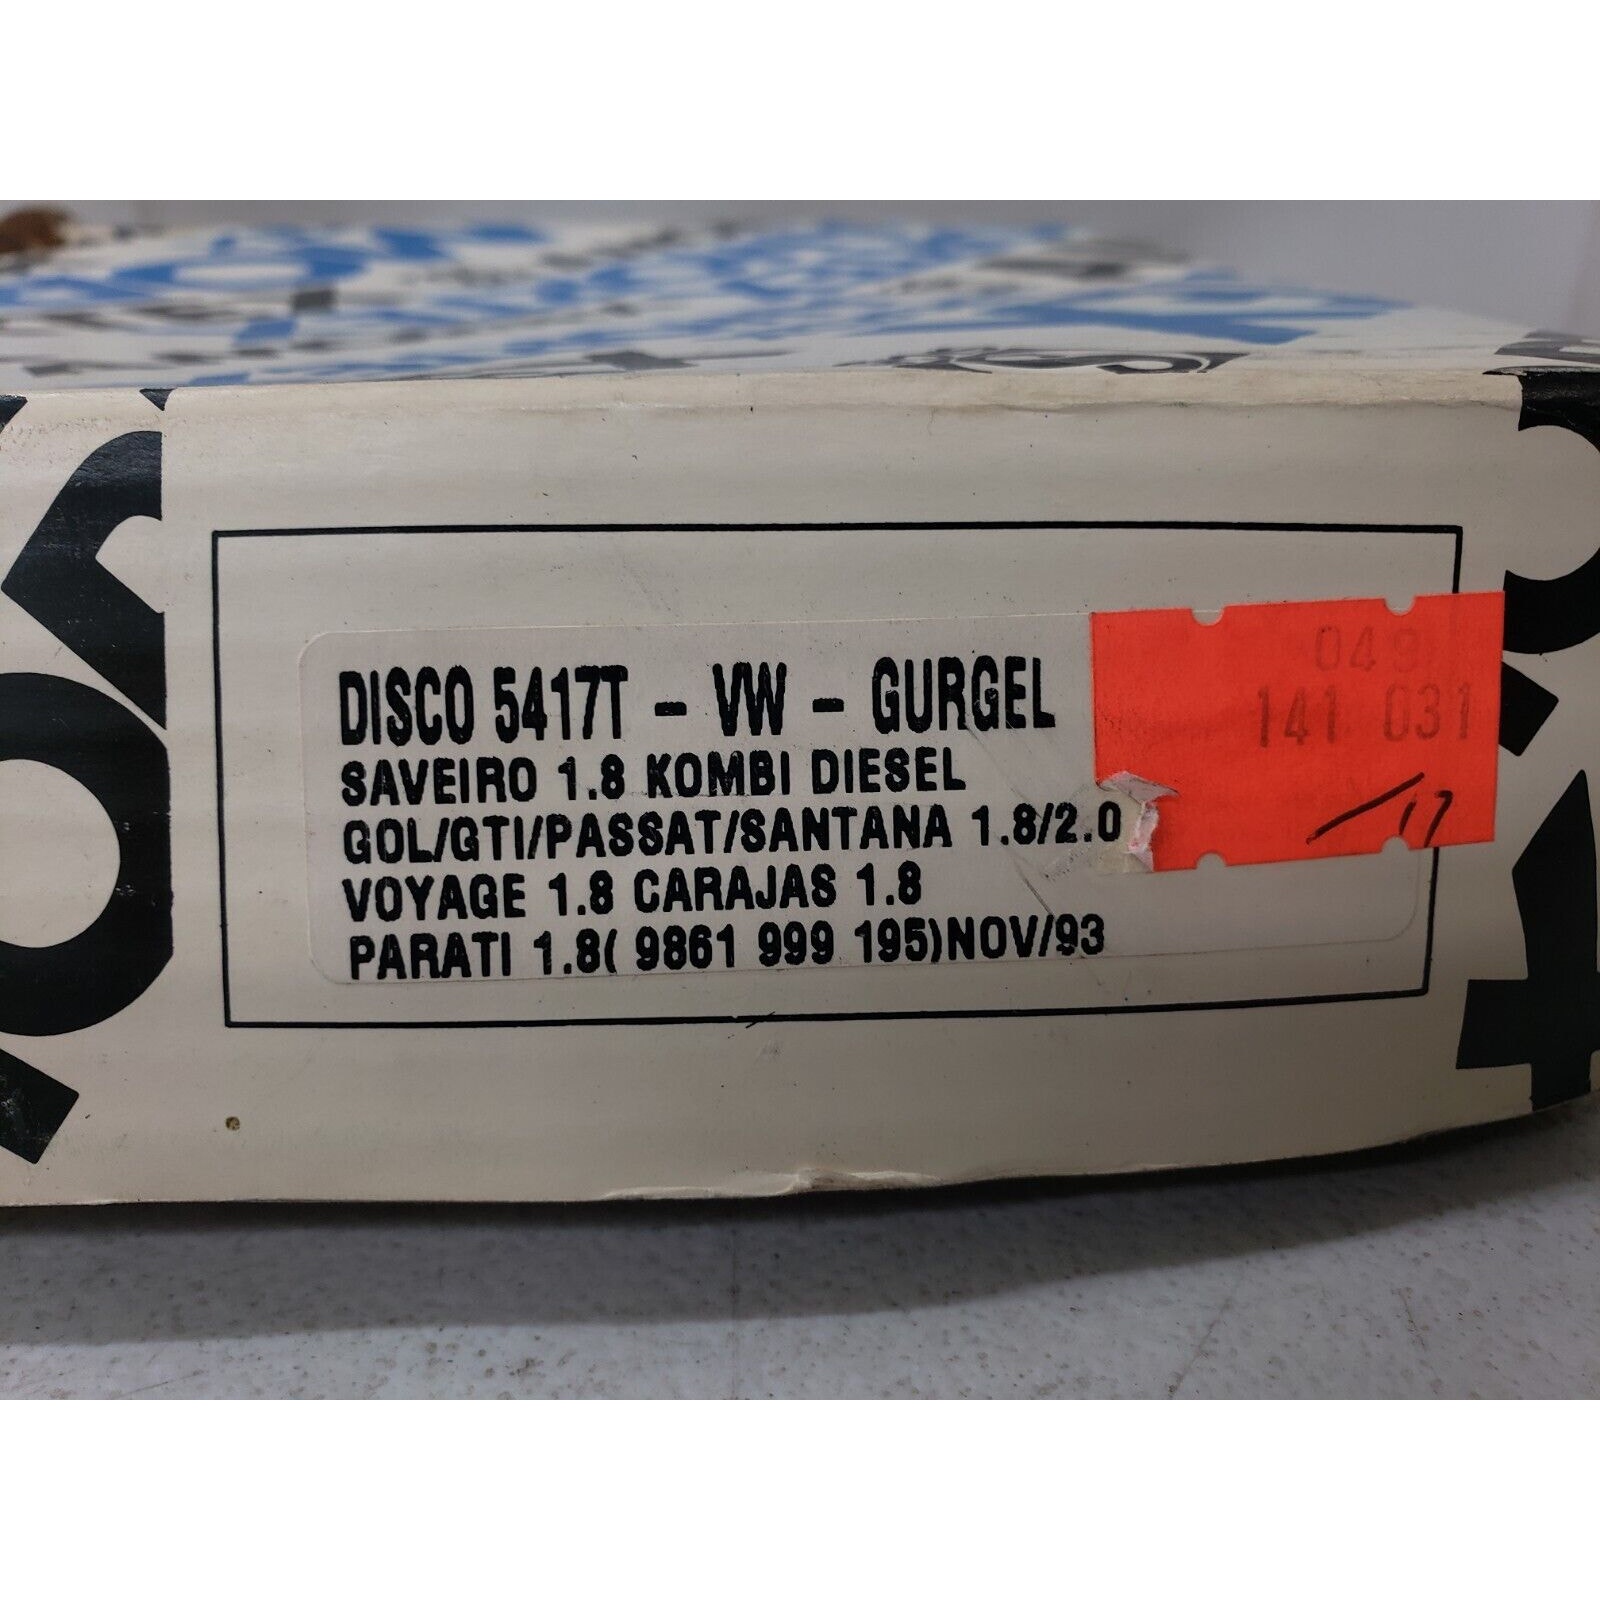 DISCO 5417T - VW - GURGEL
SAVEIRO 1.8 KOMBI DIESEL
GOL/GTI/PASSAT/SANTANA 1.8/2.0
VOYAGE 1.8 CARAJAS 1.8
PARATI 1.8( 9861 999 195)NOV/93
049
141 031